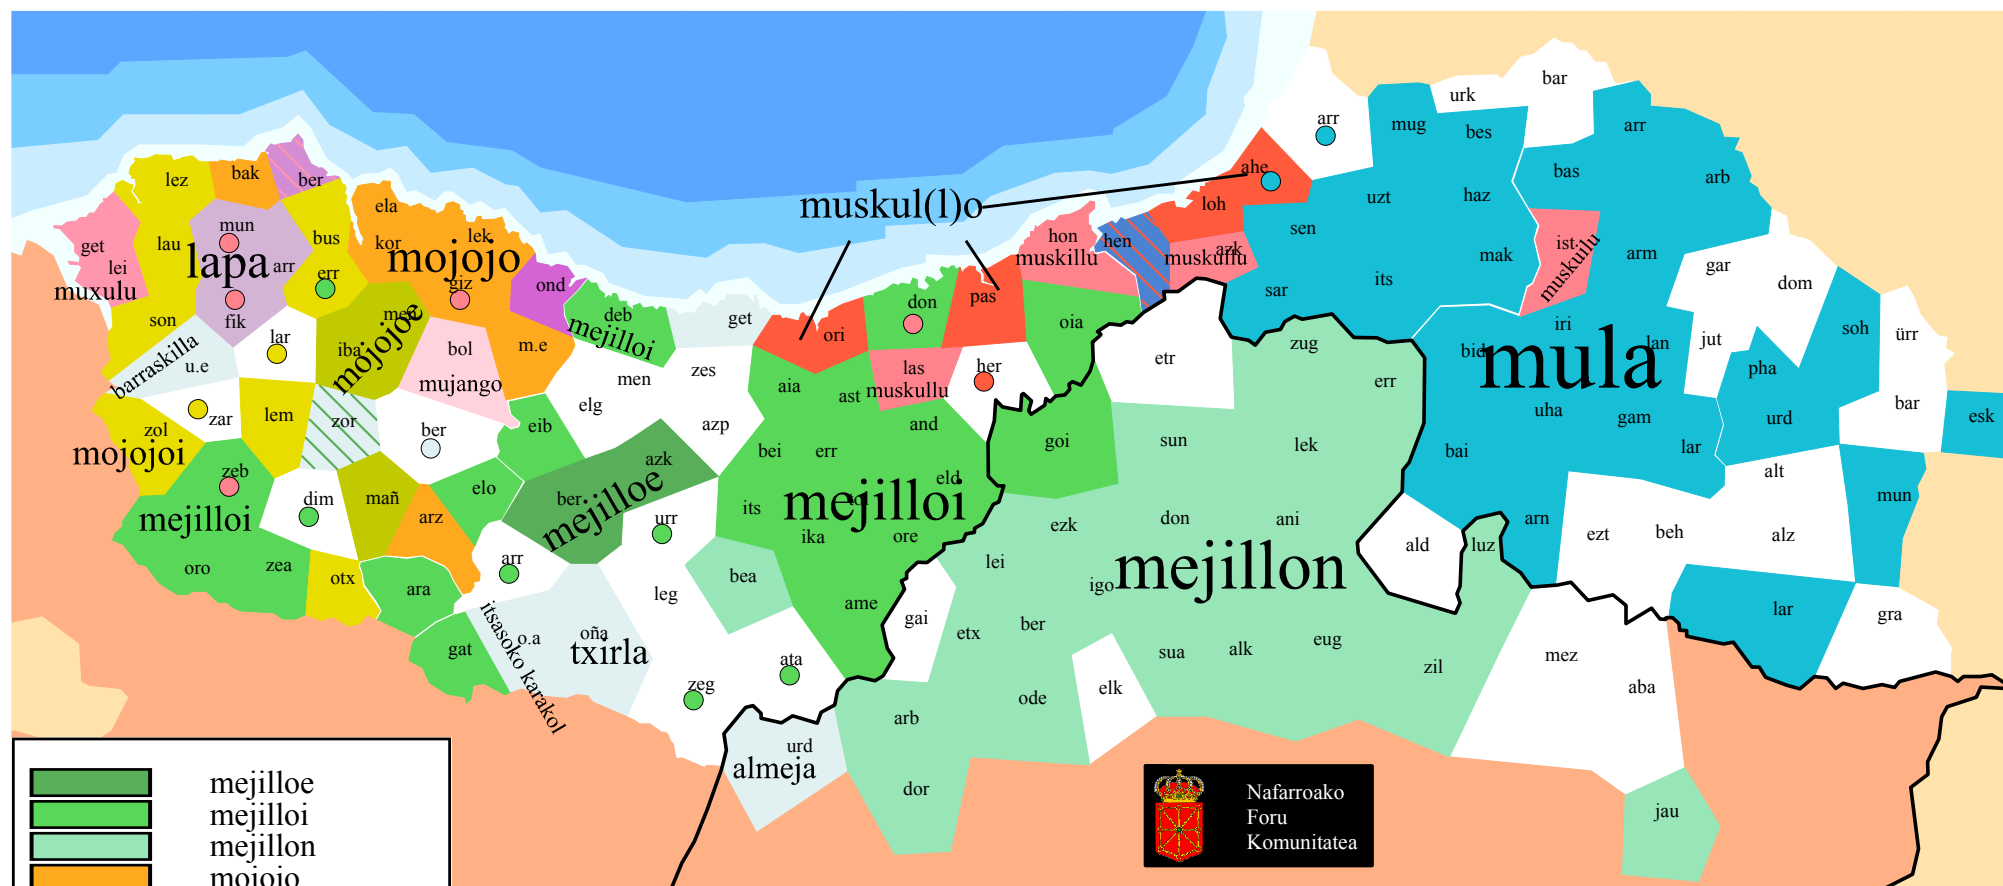 bar
urk
arr
mug
bes
arr
lez
bak
ber
ahe
bas
arb
ela
muskul(l)o
loh
uzt
haz
get
lau
mun
bus
kor
lek
hon
hen
azk
sen
ist
lei
lapa
arr
err
mojojo
giz
muskillu
muskullu
mak
muskuilu
arm
gar
muxulu
ond
its
dom
son
fik
men
deb
get
don
pas
sar
mejilloi
ori
oia
iri
soh
ürr
barraskilla
u.e
lar
iba
mojojoe
bol
m.e
etr
zug
bid
mula
lan
jut
mujango
men
zes
las
her
err
pha
elg
aia
ast
muskullu
zar
lem
zor
ber
eib
azp
and
uha
gam
urd
bar
esk
zol
mojojoi
bei
err
goi
sun
lek
bai
lar
zeb
dim
mañ
elo
azk
ber
mejilloe
eld
tol
mejilloi
alt
mun
mejilloi
arz
urr
its
ika
ore
ezk
don
ani
arn
ezt
beh
alz
oro
zea
otx
ara
arr
leg
bea
lei
igo
mejillon
ald
luz
itsasoko karakol
ame
gai
etx
ber
lar
gra
gat
o.a
oña
txirla
ata
zeg
sua
alk
eug
zil
mez
elk
aba
ode
arb
urd
almeja
dor
jau
mejilloe
mejilloi
mejillon
mojojo
Nafarroako
Foru
Komunitatea